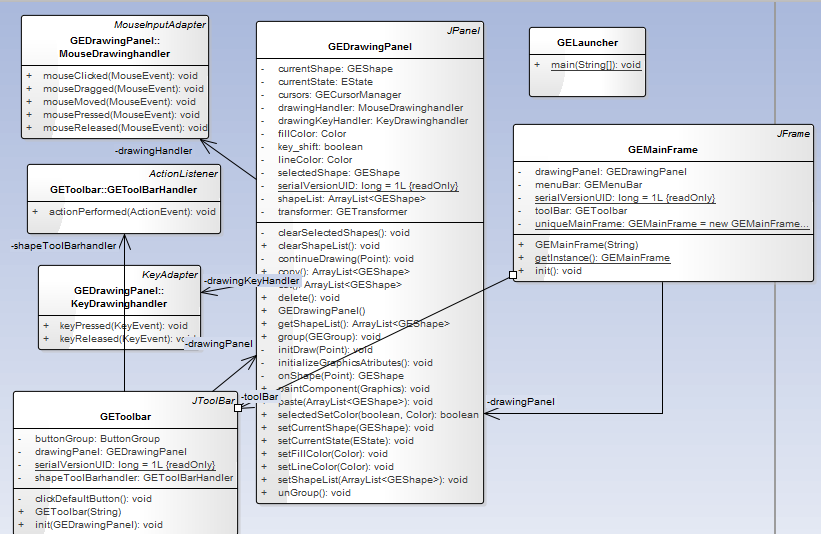 MouseInputAdapter
GEDrawingPanel::
MouseDrawinghandler
+ mouseClicked(MouseEvent): void
+ mouseDragged(MouseEvent): void
+ mouseMoved(MouseEvent): void
+ mousePressed(MouseEvent): void
+ mouseReleased(MouseEvent): void
-drawingHandler
ActionListener
GEToolbar::GEToolBarHandler
+ actionPerformed(ActionEvent): void
-shapeToolBarhandler
KeyAdapter
GEDrawingPanel::
KeyDrawinghandler
+ keyPressed(KeyEvent): void
+ keyReleased(KeyEvent): void
-drawingKeyHandler
-drawingPanel
JToolBar
GEToolbar
- buttonGroup: ButtonGroup
- drawingPanel: GEDrawingPanel
- serialVersionUID: long = 1L {readOnly}
- shapeToolBarhandler: GEToolBarHandler
- clickDefaultButton(): void
+ GEToolbar(String)
+ init(GEDrawingPanel): void
-toolBar
JPanel
GEDrawingPanel
- currentShape: GEShape
- currentState: EState
- cursors: GECursorManager
- drawingHandler: MouseDrawinghandler
- drawingKeyHandler: KeyDrawinghandler
- fillColor: Color
- key_shift: boolean
- lineColor: Color
- selectedShape: GEShape
- serialVersionUID: long = 1L {readOnly}
- shapeList: ArrayList<GEShape>
- transformer: GETransformer
- clearSelectedShapes(): void
+ clearShapeList(): void
- continueDrawing(Point): void
+ copy(): ArrayList<GEShape>
+ cut(): ArrayList<GEShape>
+ delete(): void
+ GEDrawingPanel()
+ getShapeList(): ArrayList<GEShape>
+ group(GEGroup): void
- initDraw(Point): void
- initializeGraphicsAtributes(): void
- onShape(Point): GEShape
+ paintComponent(Graphics): void
+ paste(ArrayList<GEShape>): void
+ selectedSetColor(boolean, Color): boolean
+ setCurrentShape(GEShape): void
+ setCurrentState(EState): void
+ setFillColor(Color): void
+ setLineColor(Color): void
+ setShapeList(ArrayList<GEShape>): void
+ unGroup(): void
GELauncher
+ main(String[]): void
JFrame
GEMainFrame
- drawingPanel: GEDrawingPanel
- menuBar: GEMenuBar
- serialVersionUID: long = 1L {readOnly}
- toolBar: GEToolbar
- uniqueMainFrame: GEMainFrame = new GEMainFrame...
+ GEMainFrame(String)
+ getInstance(): GEMainFrame
+ init(): void
-drawingPanel